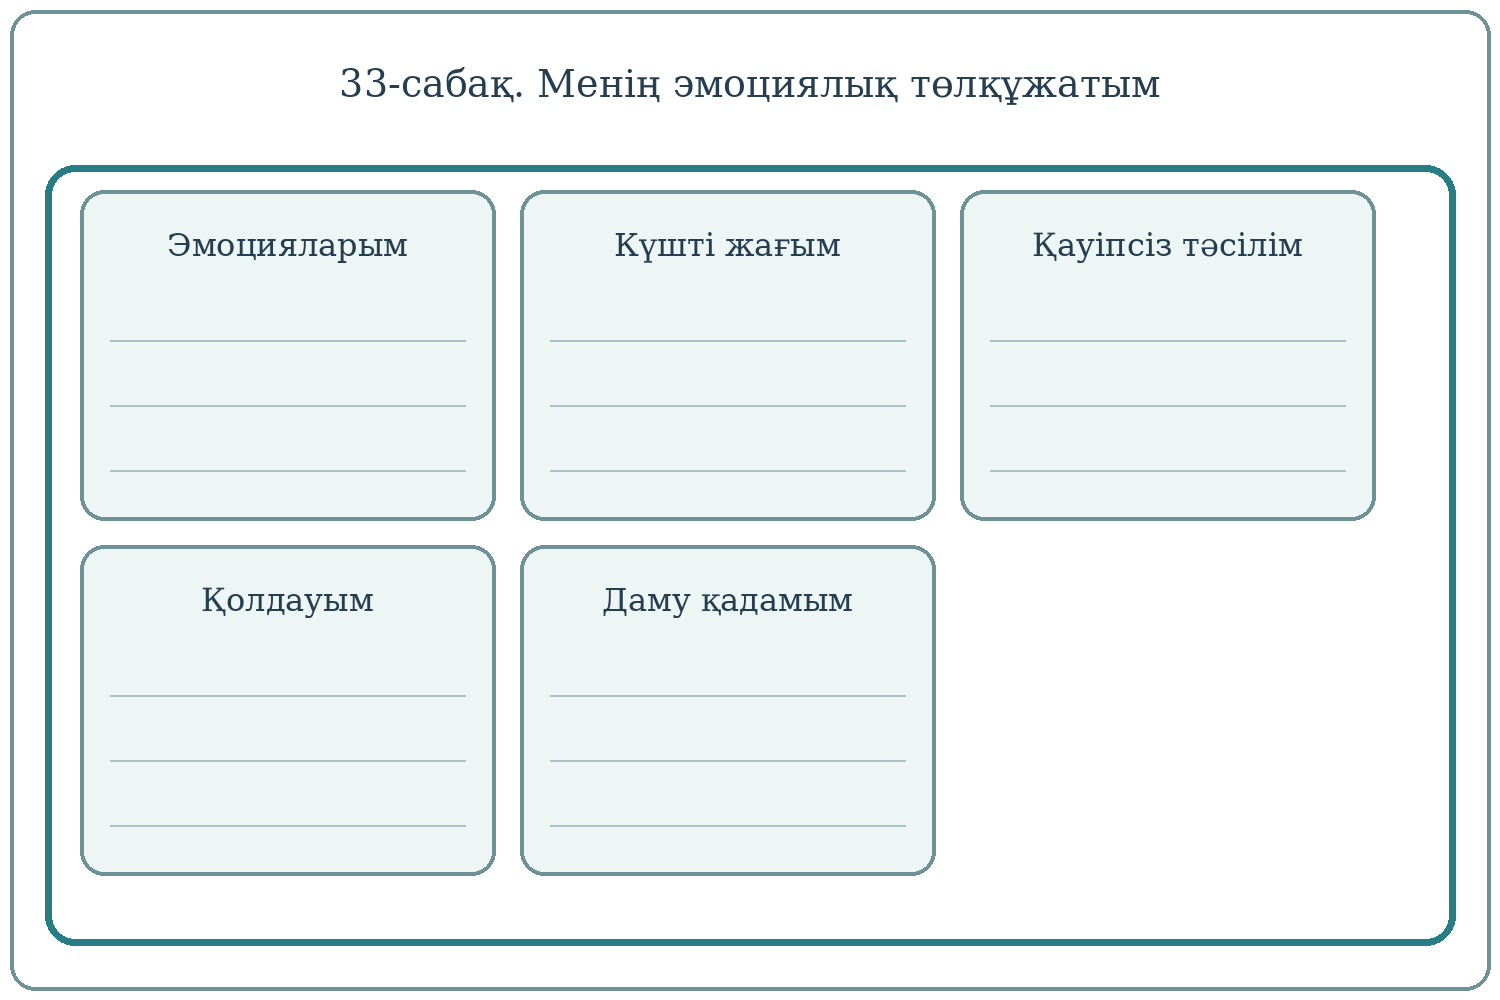 33-сабақ. Менің эмоциялық төлқұжатым
Эмоцияларым
Күшті жағым
Қауіпсіз тәсілім
Қолдауым
Даму қадамым